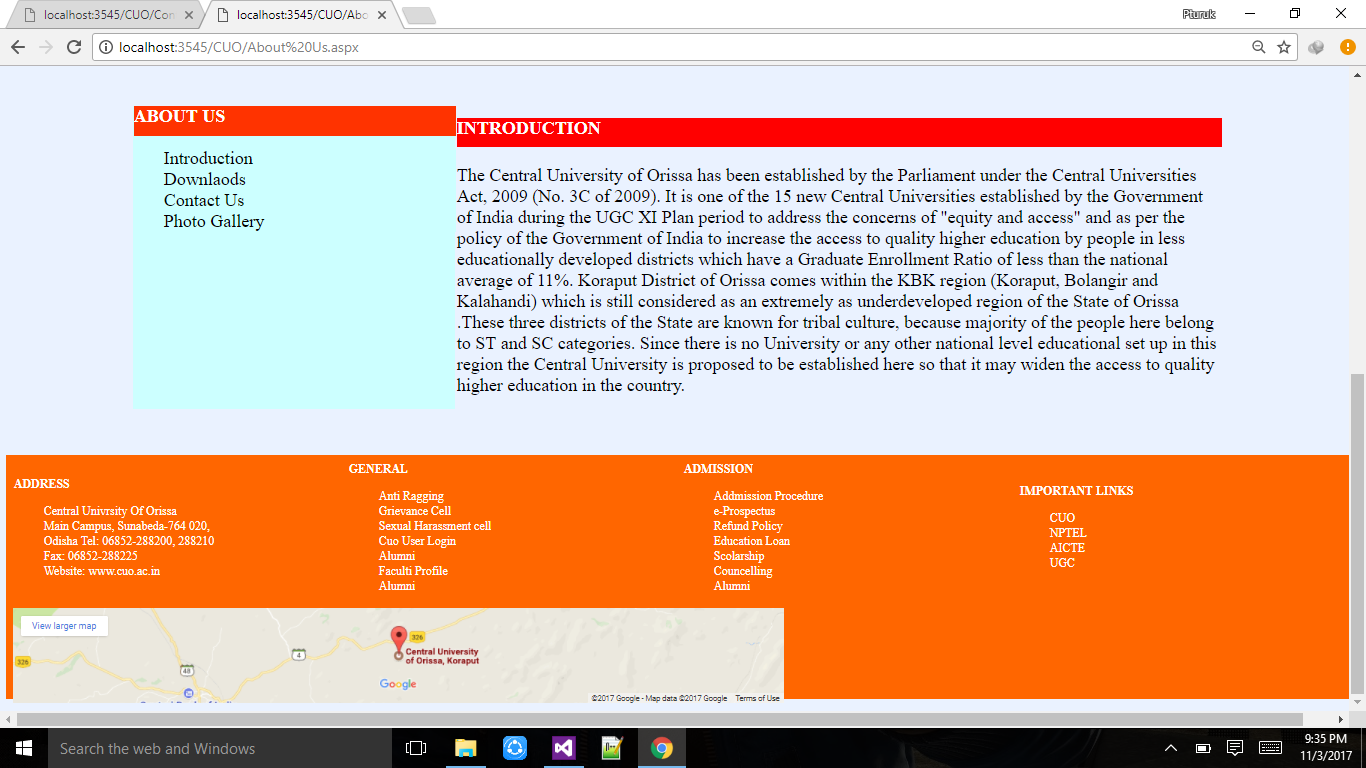 localhost:3545/CUO/Con
localhost:3545/CUO/Abo
Pturuk
localhost:3545/CUO/About%20Us.aspx
ABOUT US
Introduction
Downlaods
Contact Us
Photo Gallery
INTRODUCTION
The Central University of Orissa has been established by the Parliament under the Central Universities
Act, 2009 (No. 3C of 2009). It is one of the 15 new Central Universities established by the Government
of India during the UGC XI Plan period to address the concerns of "equity and access" and as per the
policy of the Government of India to increase the access to quality higher education by people in less
educationally developed districts which have a Graduate Enrollment Ratio of less than the national
average of 11%. Koraput District of Orissa comes within the KBK region (Koraput, Bolangir and
Kalahandi) which is still considered as an extremely as underdeveloped region of the State of Orissa
.These three districts of the State are known for tribal culture, because majority of the people here belong
to ST and SC categories. Since there is no University or any other national level educational set up in this
region the Central University is proposed to be established here so that it may widen the access to quality
higher education in the country.
ADDRESS
Central Univrsity Of Orissa
Main Campus, Sunabeda-764 020,
Odisha Tel: 06852-288200, 288210
Fax: 06852-288225
Website: www.cuo.ac.in
GENERAL
Anti Ragging
Grievance Cell
Sexual Harassment cell
Cuo User Login
Alumni
Faculti Profile
Alumni
ADMISSION
Addmission Procedure
e-Prospectus
Refund Policy
Education Loan
Scolarship
Councelling
Alumni
IMPORTANT LINKS
CUO
NPTEL
AICTE
UGC
View larger map
326
4
326
48
Central University
of Orissa, Koraput
Google
©2017 Google - Map data ©2017 Google
Terms of Use
Search the web and Windows
9:35 PM
11/3/2017